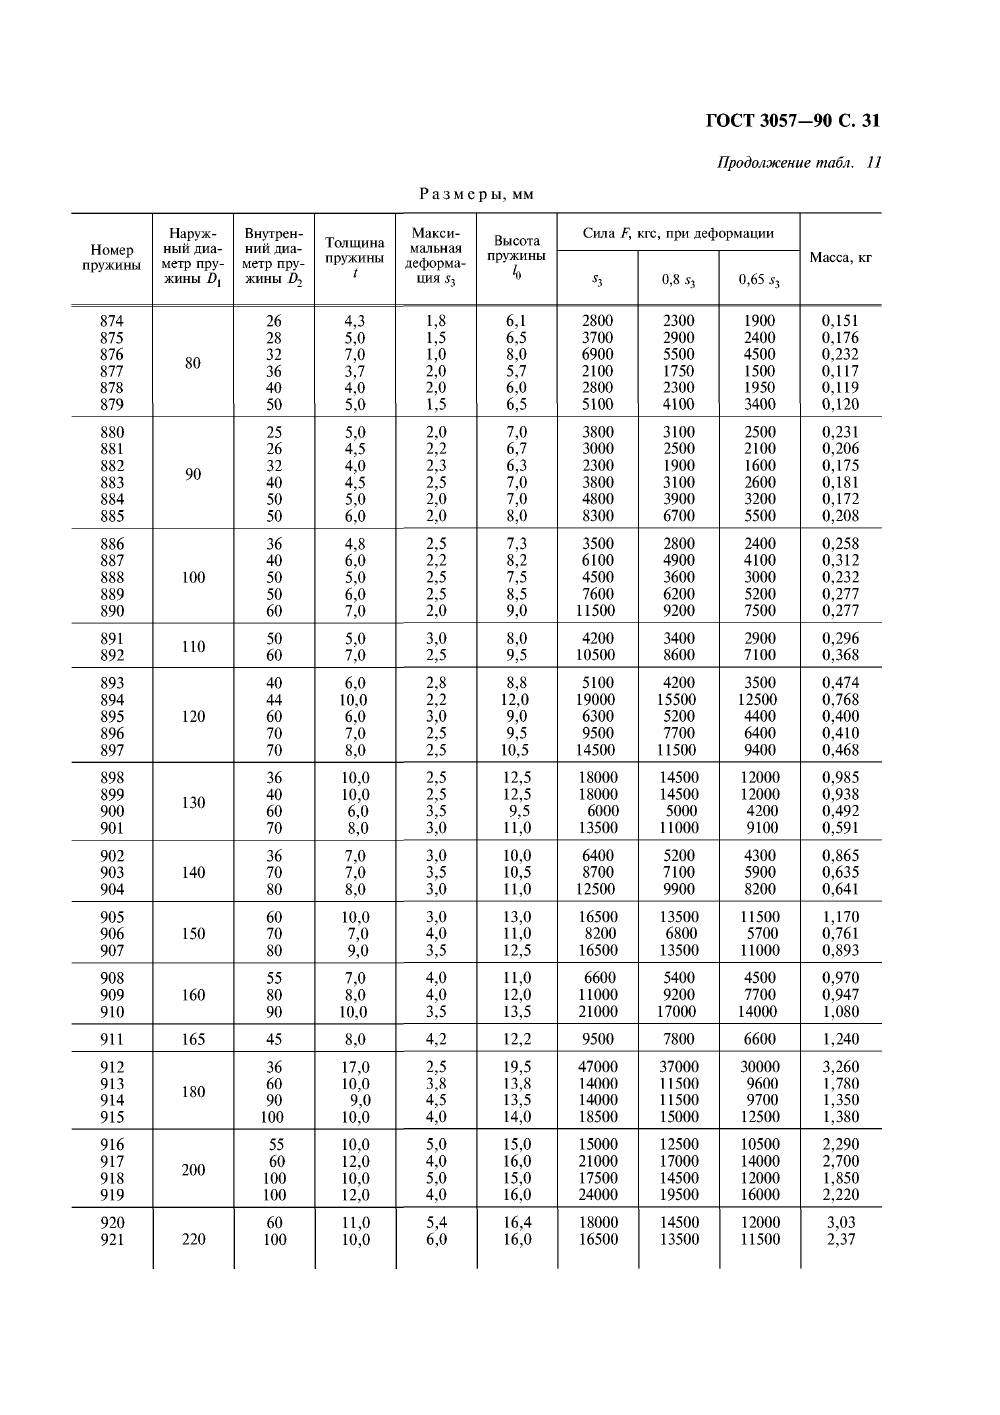 ГОСТ 3057—90 С. 31
Продолжение табл. 11
Размеры, мм
Номер пружины
Наруж-
ный диа-
метр пру-
жины D1
Внутрен-
ний диа-
метр пру-
жины D2
Толщина
пружины
t
Макси-
мальная
деформа-
ция s3
Высота
пружины
l0
Сила F, кгс, при деформации
s3 0,8 s3 0,65 s3
Масса, кг
874 26 4,3 1,8 6,1 2800 2300 1900 0,151
875 28 5,0 1,5 6,5 3700 2900 2400 0,176
876 32 7,0 1,0 8,0 6900 5500 4500 0,232
80
877 36 3,7 2,0 5,7 2100 1750 1500 0,117
878 40 4,0 2,0 6,0 2800 2300 1950 0,119
879 50 5,0 1,5 6,5 5100 4100 3400 0,120
880 25 5,0 2,0 7,0 3800 3100 2500 0,231
881 26 4,5 2,2 6,7 3000 2500 2100 0,206
882 32 4,0 2,3 6,3 2300 1900 1600 0,175
90
883 40 4,5 2,5 7,0 3800 3100 2600 0,181
884 50 5,0 2,0 7,0 4800 3900 3200 0,172
885 50 6,0 2,0 8,0 8300 6700 5500 0,208
886 36 4,8 2,5 7,3 3500 2800 2400 0,258
887 40 6,0 2,2 8,2 6100 4900 4100 0,312
888 100 50 5,0 2,5 7,5 4500 3600 3000 0,232
889 50 6,0 2,5 8,5 7600 6200 5200 0,277
890 60 7,0 2,0 9,0 11500 9200 7500 0,277
891 50 5,0 3,0 8,0 4200 3400 2900 0,296
110
892 60 7,0 2,5 9,5 10500 8600 7100 0,368
893 40 6,0 2,8 8,8 5100 4200 3500 0,474
894 44 10,0 2,2 12,0 19000 15500 12500 0,768
895 120 60 6,0 3,0 9,0 6300 5200 4400 0,400
896 70 7,0 2,5 9,5 9500 7700 6400 0,410
897 70 8,0 2,5 10,5 14500 11500 9400 0,468
898 36 10,0 2,5 12,5 18000 14500 12000 0,985
899 40 10,0 2,5 12,5 18000 14500 12000 0,938
130
900 60 6,0 3,5 9,5 6000 5000 4200 0,492
901 70 8,0 3,0 11,0 13500 11000 9100 0,591
902 36 7,0 3,0 10,0 6400 5200 4300 0,865
903 140 70 7,0 3,5 10,5 8700 7100 5900 0,635
904 80 8,0 3,0 11,0 12500 9900 8200 0,641
905 60 10,0 3,0 13,0 16500 13500 11500 1,170
906 150 70 7,0 4,0 11,0 8200 6800 5700 0,761
907 80 9,0 3,5 12,5 16500 13500 11000 0,893
908 55 7,0 4,0 11,0 6600 5400 4500 0,970
909 160 80 8,0 4,0 12,0 11000 9200 7700 0,947
910 90 10,0 3,5 13,5 21000 17000 14000 1,080
911 165 45 8,0 4,2 12,2 9500 7800 6600 1,240
912 36 17,0 2,5 19,5 47000 37000 30000 3,260
913 60 10,0 3,8 13,8 14000 11500 9600 1,780
180
914 90 9,0 4,5 13,5 14000 11500 9700 1,350
915 100 10,0 4,0 14,0 18500 15000 12500 1,380
916 55 10,0 5,0 15,0 15000 12500 10500 2,290
917 60 12,0 4,0 16,0 21000 17000 14000 2,700
200
918 100 10,0 5,0 15,0 17500 14500 12000 1,850
919 100 12,0 4,0 16,0 24000 19500 16000 2,220
920 60 11,0 5,4 16,4 18000 14500 12000 3,03
921 220 100 10,0 6,0 16,0 16500 13500 11500 2,37